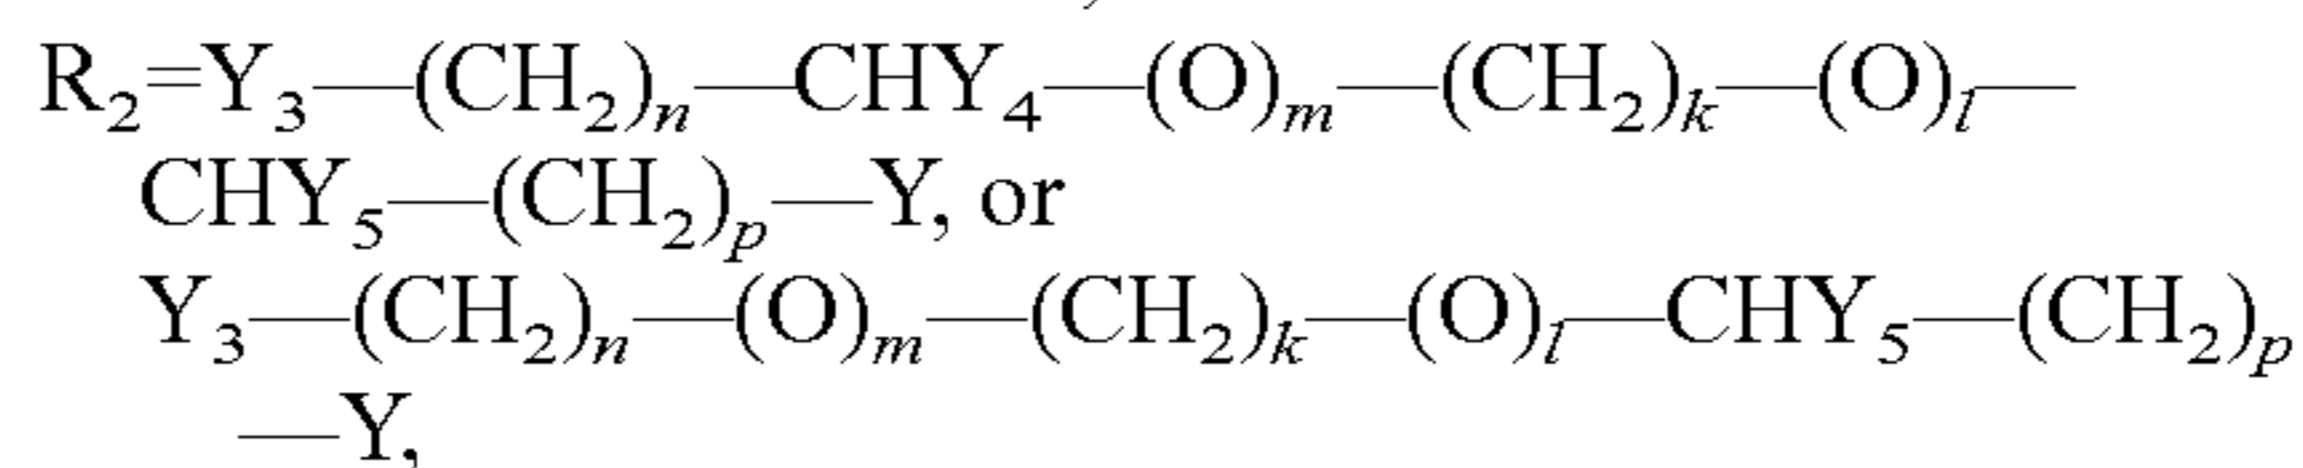 R₂=Y₃—(CH₂)ₙ—CHY₄—(O)ₘ—(CH₂)ₖ—(O)ₗ—
CHY₅—(CH₂)ₚ—Y, or
Y₃—(CH₂)ₙ—(O)ₘ—(CH₂)ₖ—(O)ₗ—CHY₅—(CH₂)ₚ
—Y,